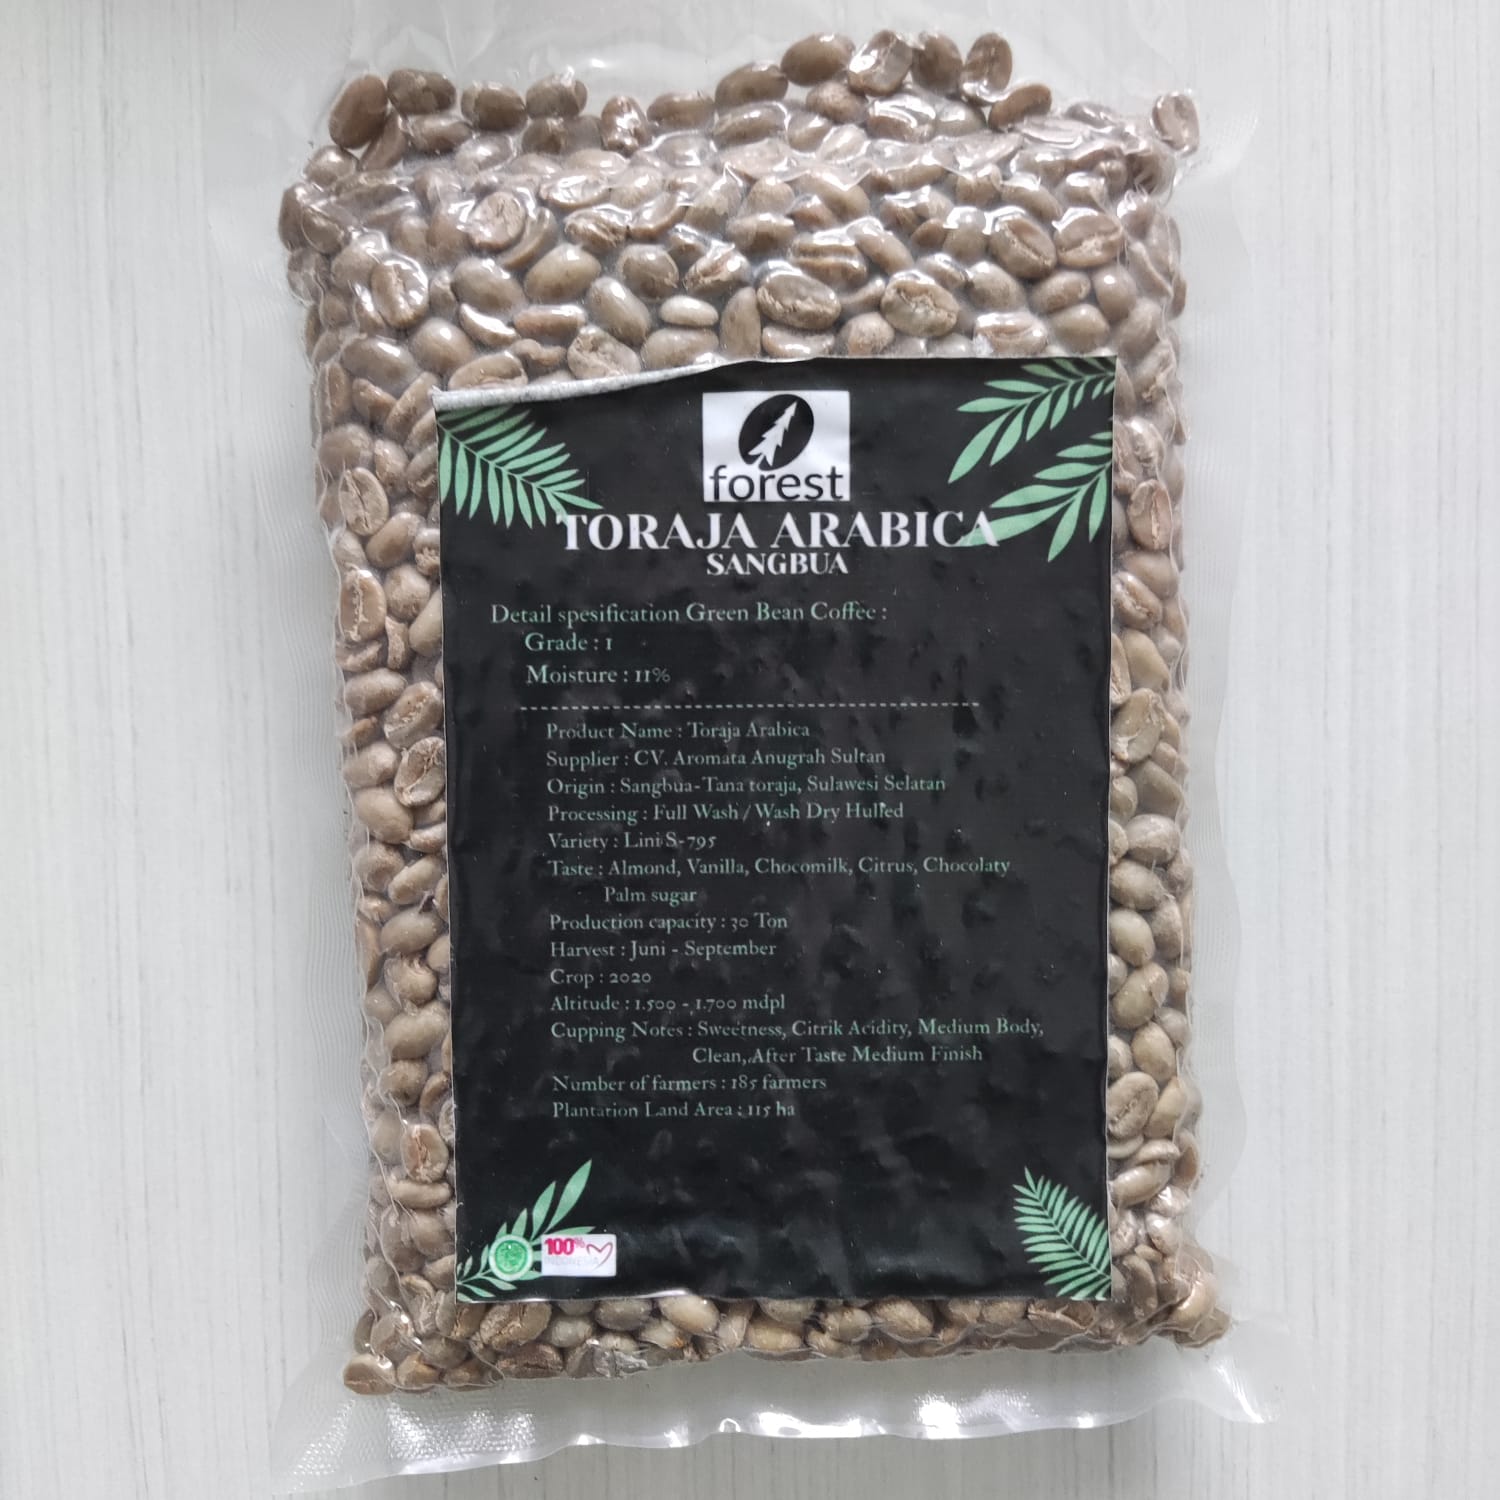 forest
TORAJA ARABICA
SANGBUA
Detail spesification Green Bean Coffee :
Grade : 1
Moisture : 11%
Product Name : Toraja Arabica
Supplier : CV. Aromata Anugrah Sultan
Origin : Sangbua-Tana toraja, Sulawesi Selatan
Processing : Full Wash / Wash Dry Hulled
Variety : Lini S-795
Taste : Almond, Vanilla, Chocomilk, Citrus, Chocolaty
Palm sugar
Production capacity : 30 Ton
Harvest : Juni - September
Crop : 2020
Altitude : 1.500 - 1.700 mdpl
Cupping Notes : Sweetness, Citrik Acidity, Medium Body,
Clean, After Taste Medium Finish
Number of farmers : 185 farmers
Plantation Land Area : 115 ha
100%
INDONESIA